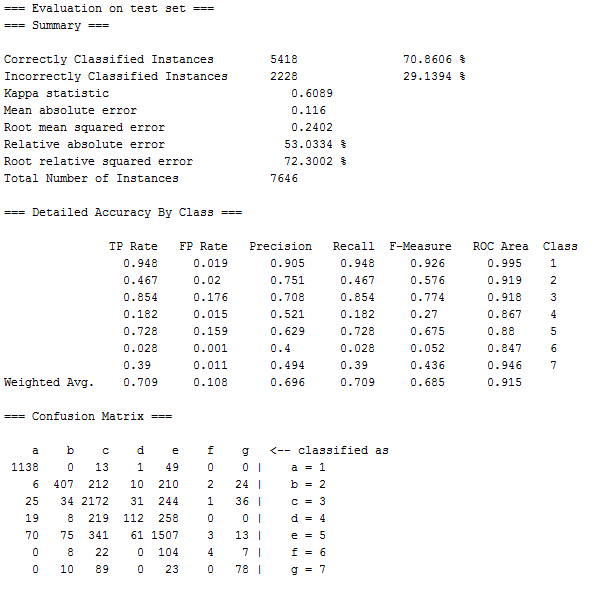 === Evaluation on test set ===
=== Summary ===
Correctly Classified Instances 5418 70.8606 %
Incorrectly Classified Instances 2228 29.1394 %
Kappa statistic 0.6089
Mean absolute error 0.116
Root mean squared error 0.2402
Relative absolute error 53.0334 %
Root relative squared error 72.3002 %
Total Number of Instances 7646
=== Detailed Accuracy By Class ===
TP Rate FP Rate Precision Recall F-Measure ROC Area Class
0.948 0.019 0.905 0.948 0.926 0.995 1
0.467 0.02 0.751 0.467 0.576 0.919 2
0.854 0.176 0.708 0.854 0.774 0.918 3
0.182 0.015 0.521 0.182 0.27 0.867 4
0.728 0.159 0.629 0.728 0.675 0.88 5
0.028 0.001 0.4 0.028 0.052 0.847 6
0.39 0.011 0.494 0.39 0.436 0.946 7
Weighted Avg. 0.709 0.108 0.696 0.709 0.685 0.915
=== Confusion Matrix ===
a b c d e f g <-- classified as
1138 0 13 1 49 0 0 | a = 1
6 407 212 10 210 2 24 | b = 2
25 34 2172 31 244 1 36 | c = 3
19 8 219 112 258 0 0 | d = 4
70 75 341 61 1507 3 13 | e = 5
0 8 22 0 104 4 7 | f = 6
0 10 89 0 23 0 78 | g = 7